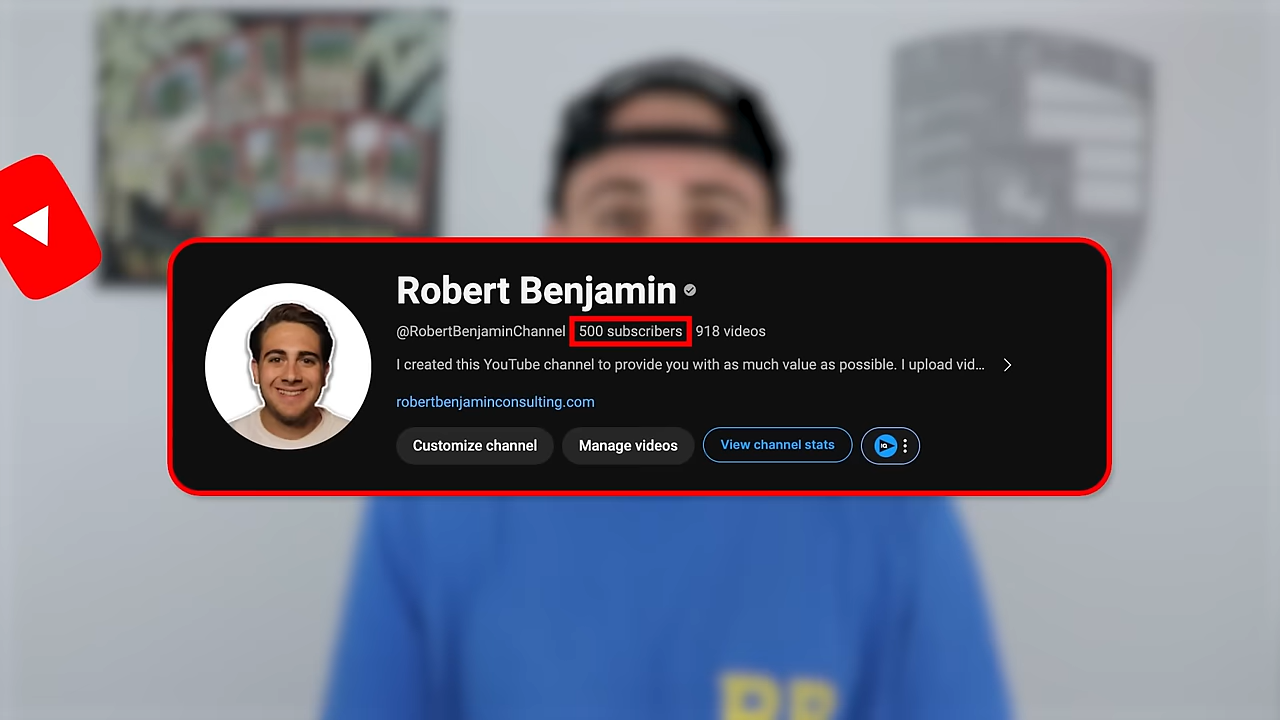 Robert Benjamin
@RobertBenjaminChannel 500 subscribers 918 videos
I created this YouTube channel to provide you with as much value as possible. I upload vid...
robertbenjaminconsulting.com
Customize channel Manage videos View channel stats IQ